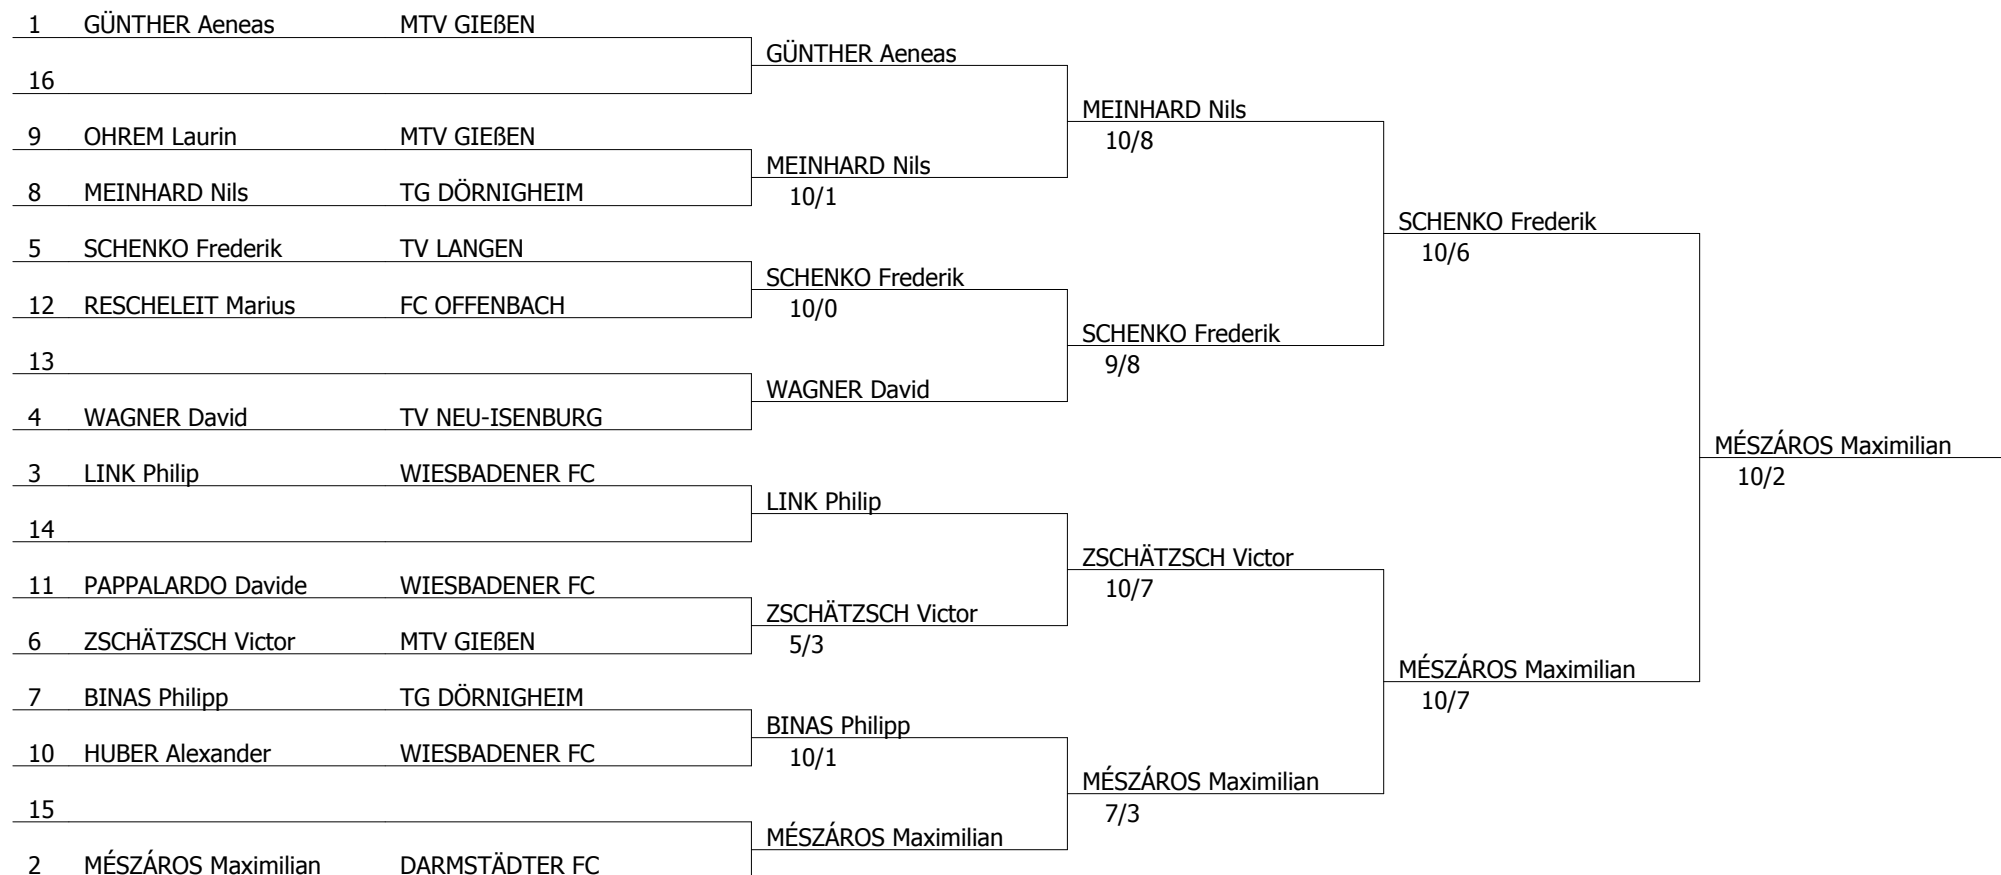 1 GÜNTHER Aeneas MTV GIEßEN
16
9 OHREM Laurin MTV GIEßEN
8 MEINHARD Nils TG DÖRNIGHEIM
5 SCHENKO Frederik TV LANGEN
12 RESCHELEIT Marius FC OFFENBACH
13
4 WAGNER David TV NEU-ISENBURG
3 LINK Philip WIESBADENER FC
14
11 PAPPALARDO Davide WIESBADENER FC
6 ZSCHÄTZSCH Victor MTV GIEßEN
7 BINAS Philipp TG DÖRNIGHEIM
10 HUBER Alexander WIESBADENER FC
15
2 MÉSZÁROS Maximilian DARMSTÄDTER FC
GÜNTHER Aeneas
MEINHARD Nils
10/1
SCHENKO Frederik
10/0
WAGNER David
LINK Philip
ZSCHÄTZSCH Victor
5/3
BINAS Philipp
10/1
MÉSZÁROS Maximilian
MEINHARD Nils
10/8
SCHENKO Frederik
9/8
ZSCHÄTZSCH Victor
10/7
MÉSZÁROS Maximilian
7/3
SCHENKO Frederik
10/6
MÉSZÁROS Maximilian
10/7
MÉSZÁROS Maximilian
10/2